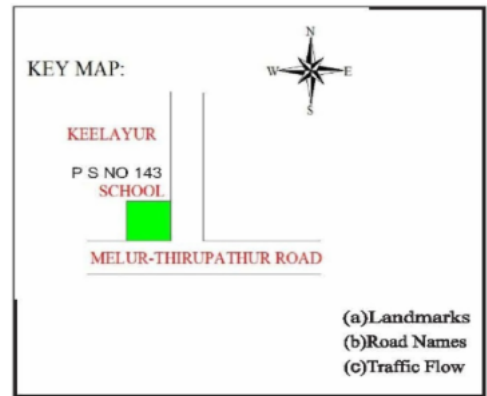 N
KEY MAP:
W E
S
KEELAYUR
P S NO 143
SCHOOL
MELUR-THIRUPATHUR ROAD
(a)Landmarks
(b)Road Names
(c)Traffic Flow